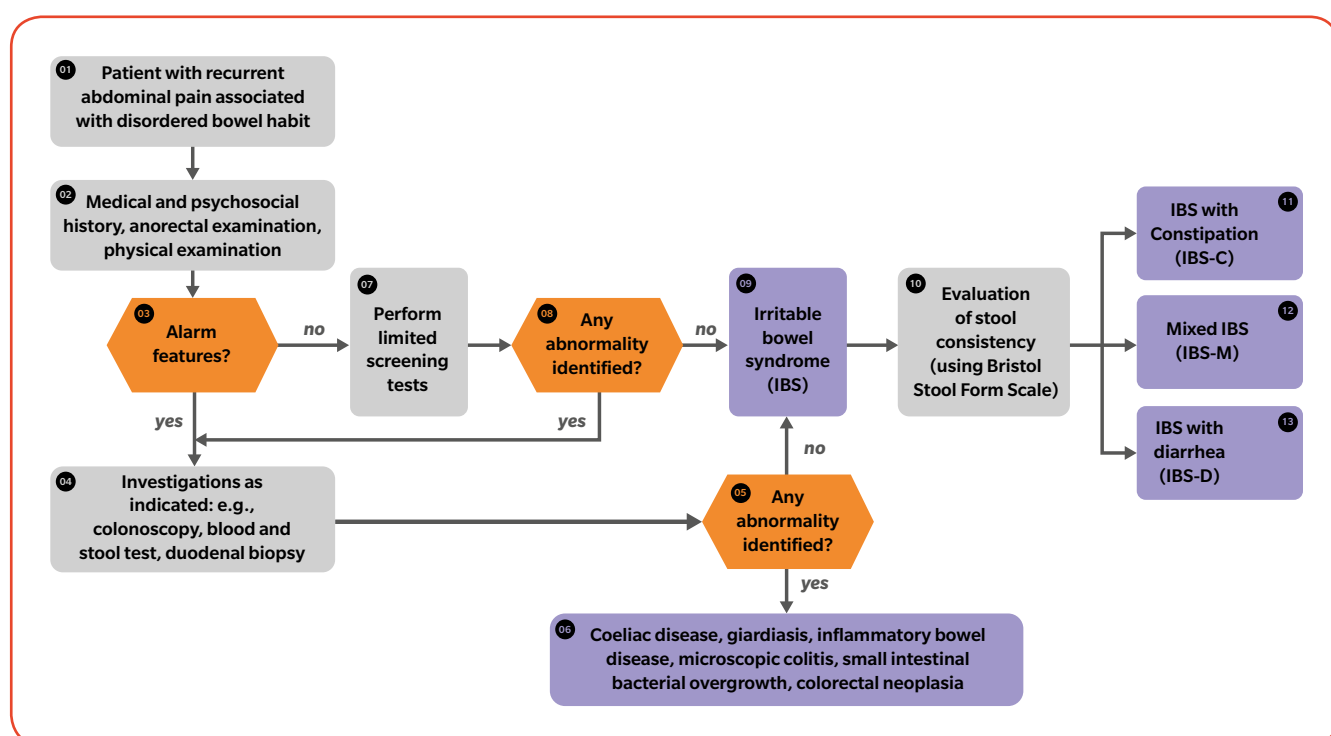 01
Patient with recurrent
abdominal pain associated
with disordered bowel habit
02
Medical and psychosocial
history, anorectal examination,
physical examination
03
Alarm
features?
no
yes
07
Perform
limited
screening
tests
08
Any
abnormality
identified?
no
yes
09
Irritable
bowel
syndrome
(IBS)
10
Evaluation
of stool
consistency
(using Bristol
Stool Form Scale)
11
IBS with
Constipation
(IBS-C)
12
Mixed IBS
(IBS-M)
13
IBS with
diarrhea
(IBS-D)
04
Investigations as
indicated: e.g.,
colonoscopy, blood and
stool test, duodenal biopsy
05
Any
abnormality
identified?
no
yes
06
Coeliac disease, giardiasis, inflammatory bowel
disease, microscopic colitis, small intestinal
bacterial overgrowth, colorectal neoplasia